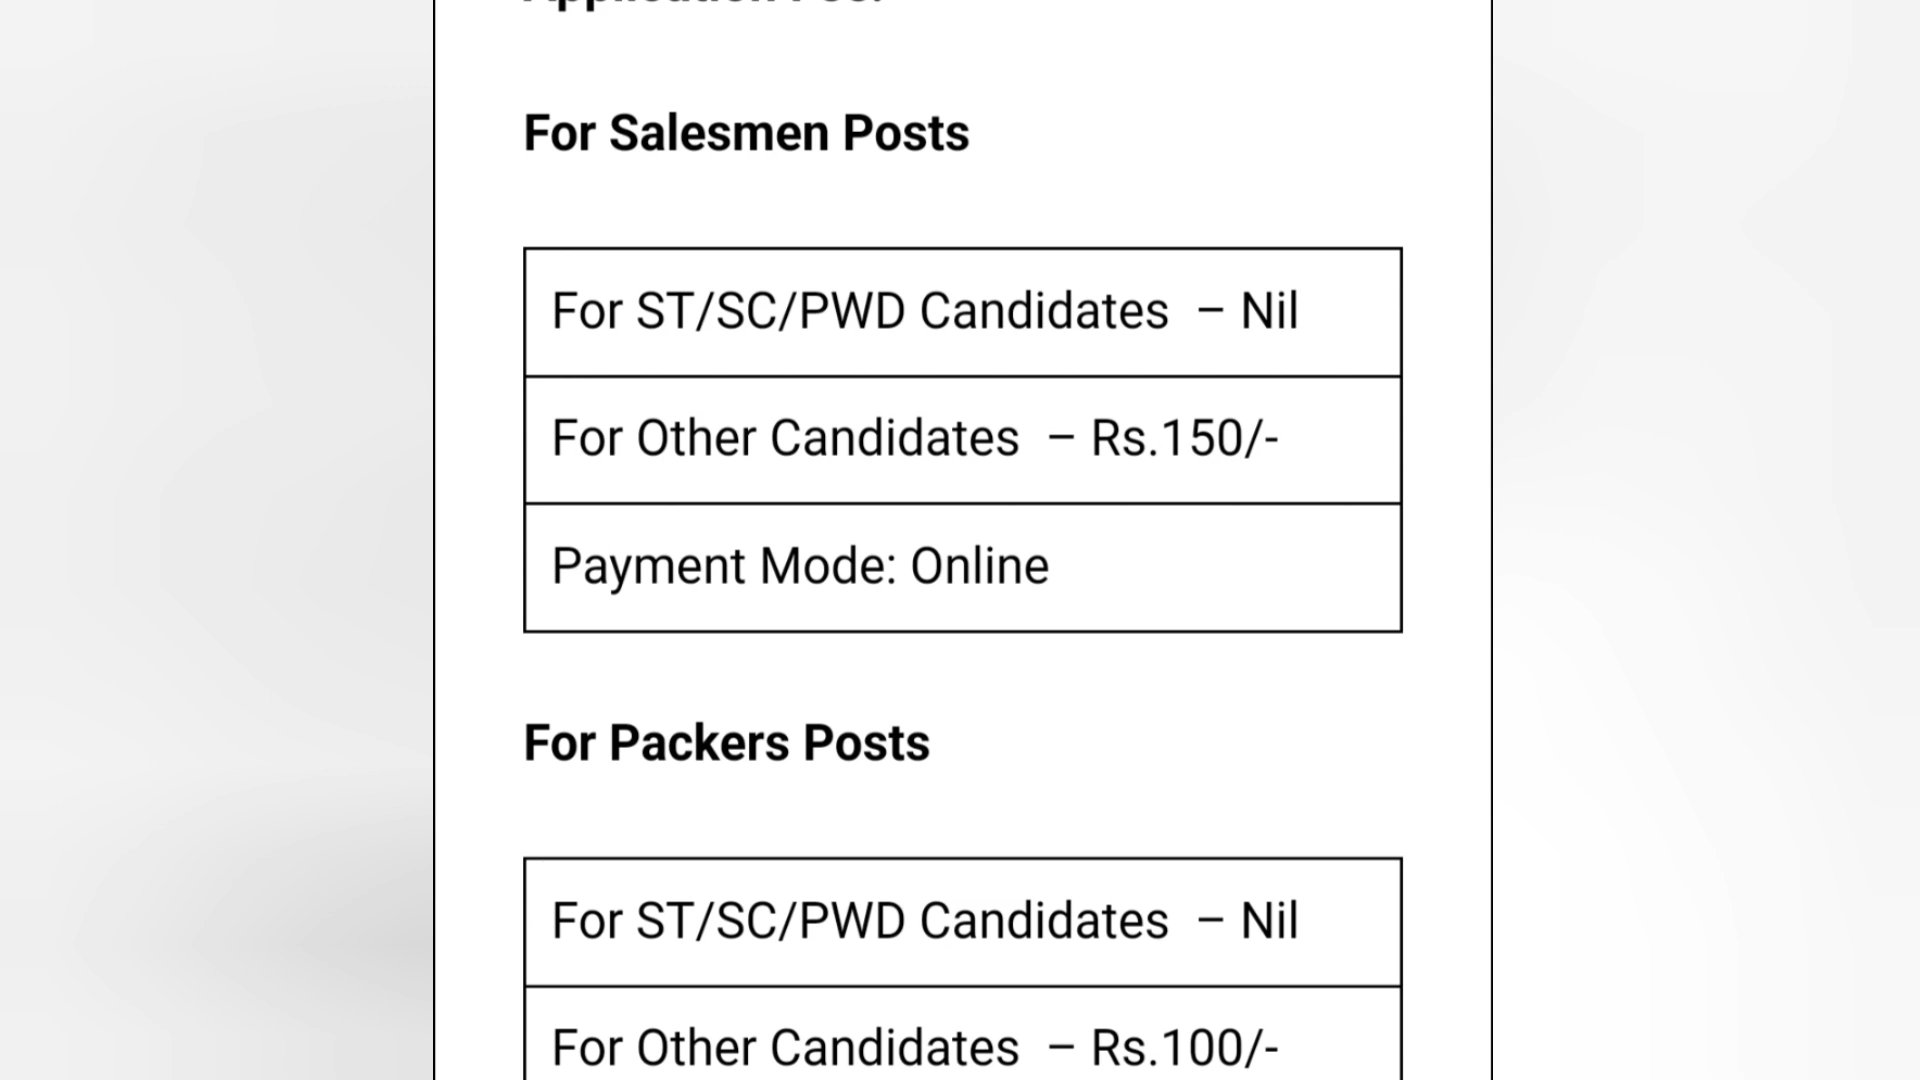 For Salesmen Posts
For ST/SC/PWD Candidates – Nil
For Other Candidates – Rs.150/-
Payment Mode: Online
For Packers Posts
For ST/SC/PWD Candidates – Nil
For Other Candidates – Rs.100/-